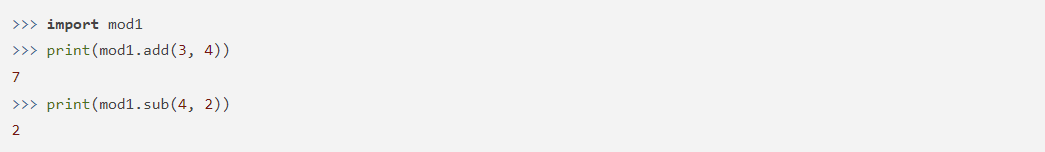 >>> import mod1
>>> print(mod1.add(3, 4))
7
>>> print(mod1.sub(4, 2))
2